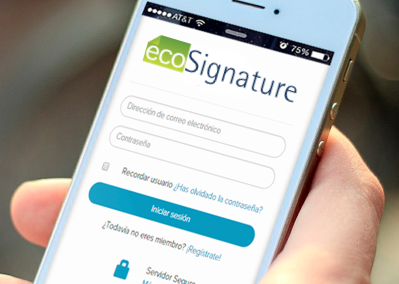 AT&T 75%
ecoSignature
Dirección de correo electrónico
Contraseña
Recordar usuario ¿Has olvidado la contraseña?
Iniciar sesión
¿Todavía no eres miembro? ¡Regístrate!
Servidor Segu